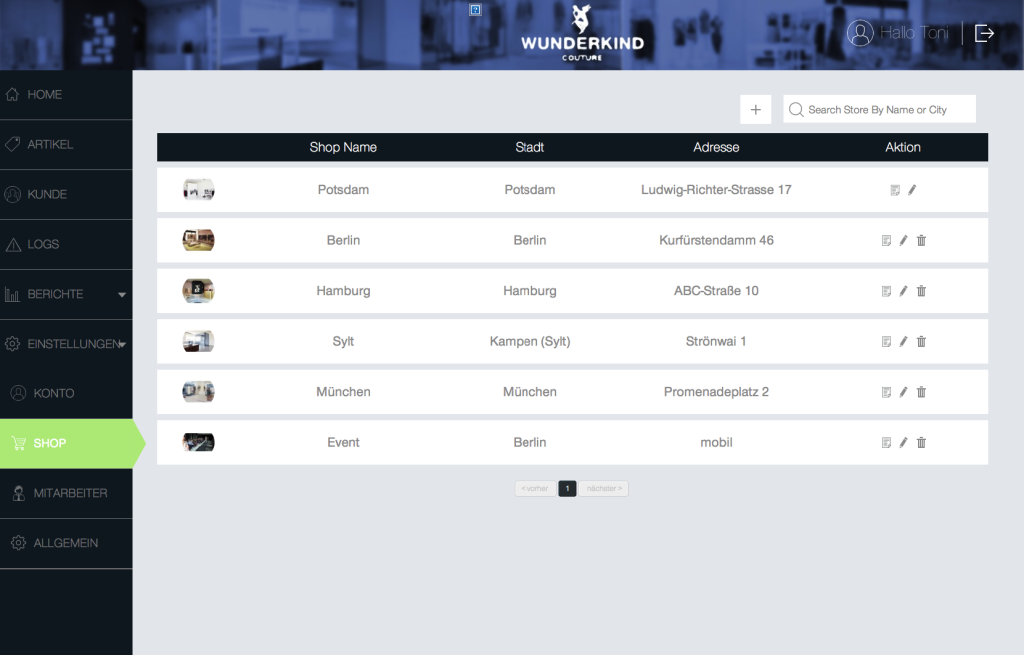 WUNDERKIND
COUTURE
Hallo Toni
HOME
ARTIKEL
KUNDE
LOGS
BERICHTE
EINSTELLUNGEN
KONTO
SHOP
MITARBEITER
ALLGEMEIN
+ Search Store By Name or City
Shop Name Stadt Adresse Aktion
Potsdam Potsdam Ludwig-Richter-Strasse 17
Berlin Berlin Kurfürstendamm 46
Hamburg Hamburg ABC-Straße 10
Sylt Kampen (Sylt) Strönwai 1
München München Promenadeplatz 2
Event Berlin mobil
< vorher 1 nächster >